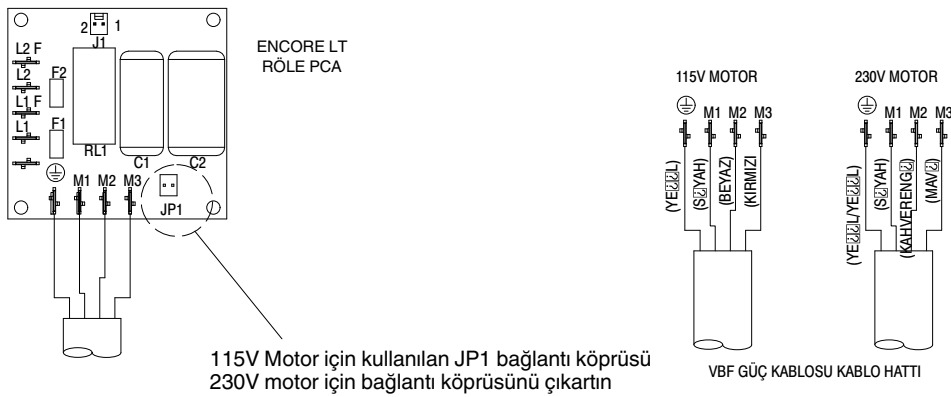 2 1
J1
L2 F
L2
F2
L1 F
L1
F1
RL1
C1
C2
M1 M2 M3
JP1
ENCORE LT
RÖLE PCA
115V Motor için kullanılan JP1 bağlantı köprüsü
230V motor için bağlantı köprüsünü çıkartın
115V MOTOR
M1 M2 M3
(BEYAZ)
(KIRMIZI)
230V MOTOR
M1 M2 M3
VBF GÜÇ KABLOSU KABLO HATTI